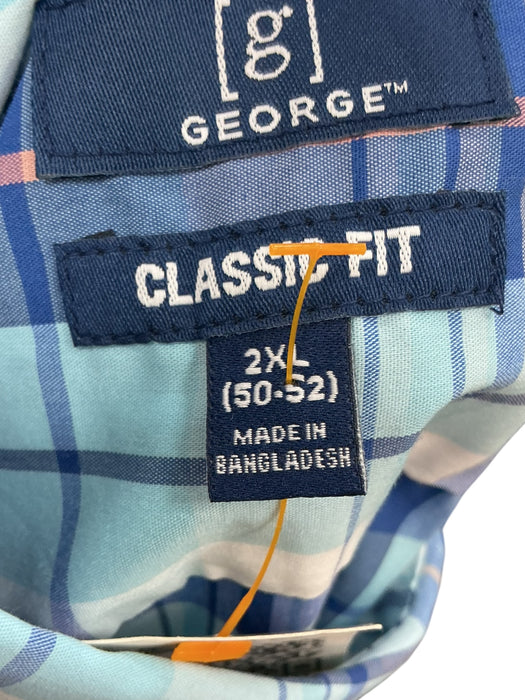 [g]
GEORGE™
CLASSIC FIT
2XL
(50-52)
MADE IN
BANGLADESH